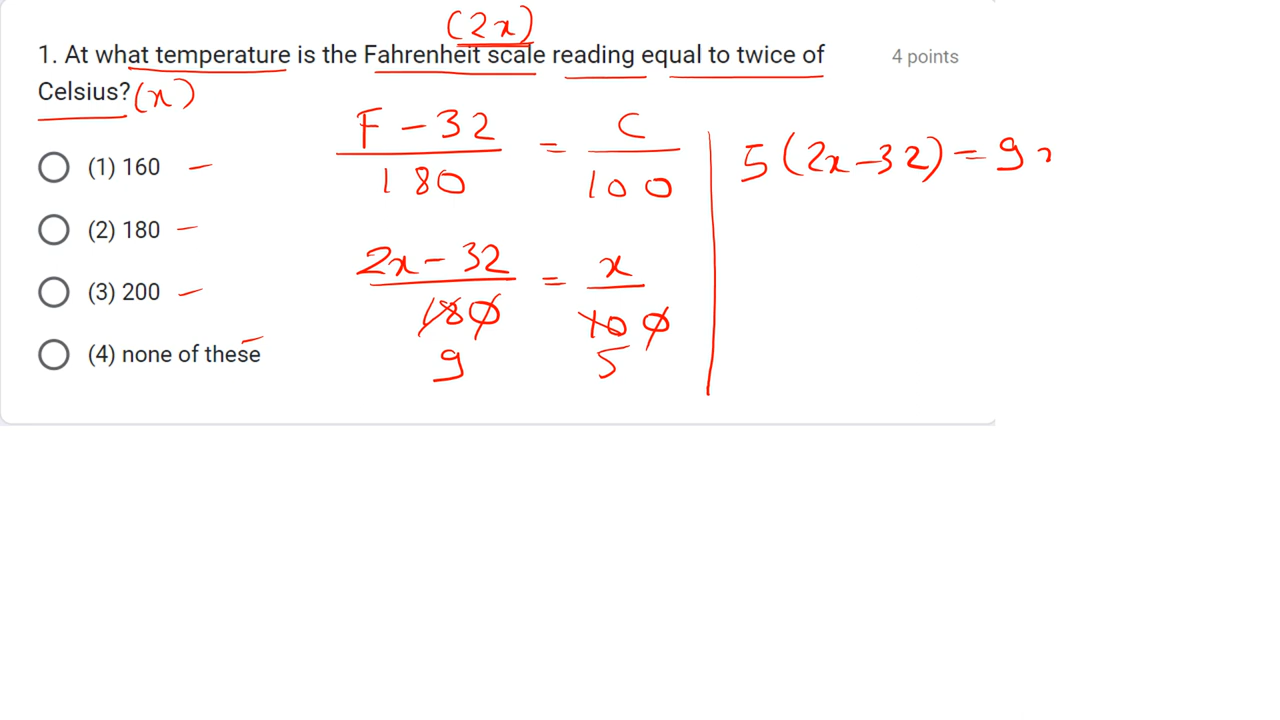 (2x)
1. At what temperature is the Fahrenheit scale reading equal to twice of
4 points
Celsius? (x)
(1) 160
(2) 180
(3) 200
(4) none of these
F - 32 / 180 = C / 100
2x - 32 / 180 = x / 100
9 5
5(2x-32) = 9